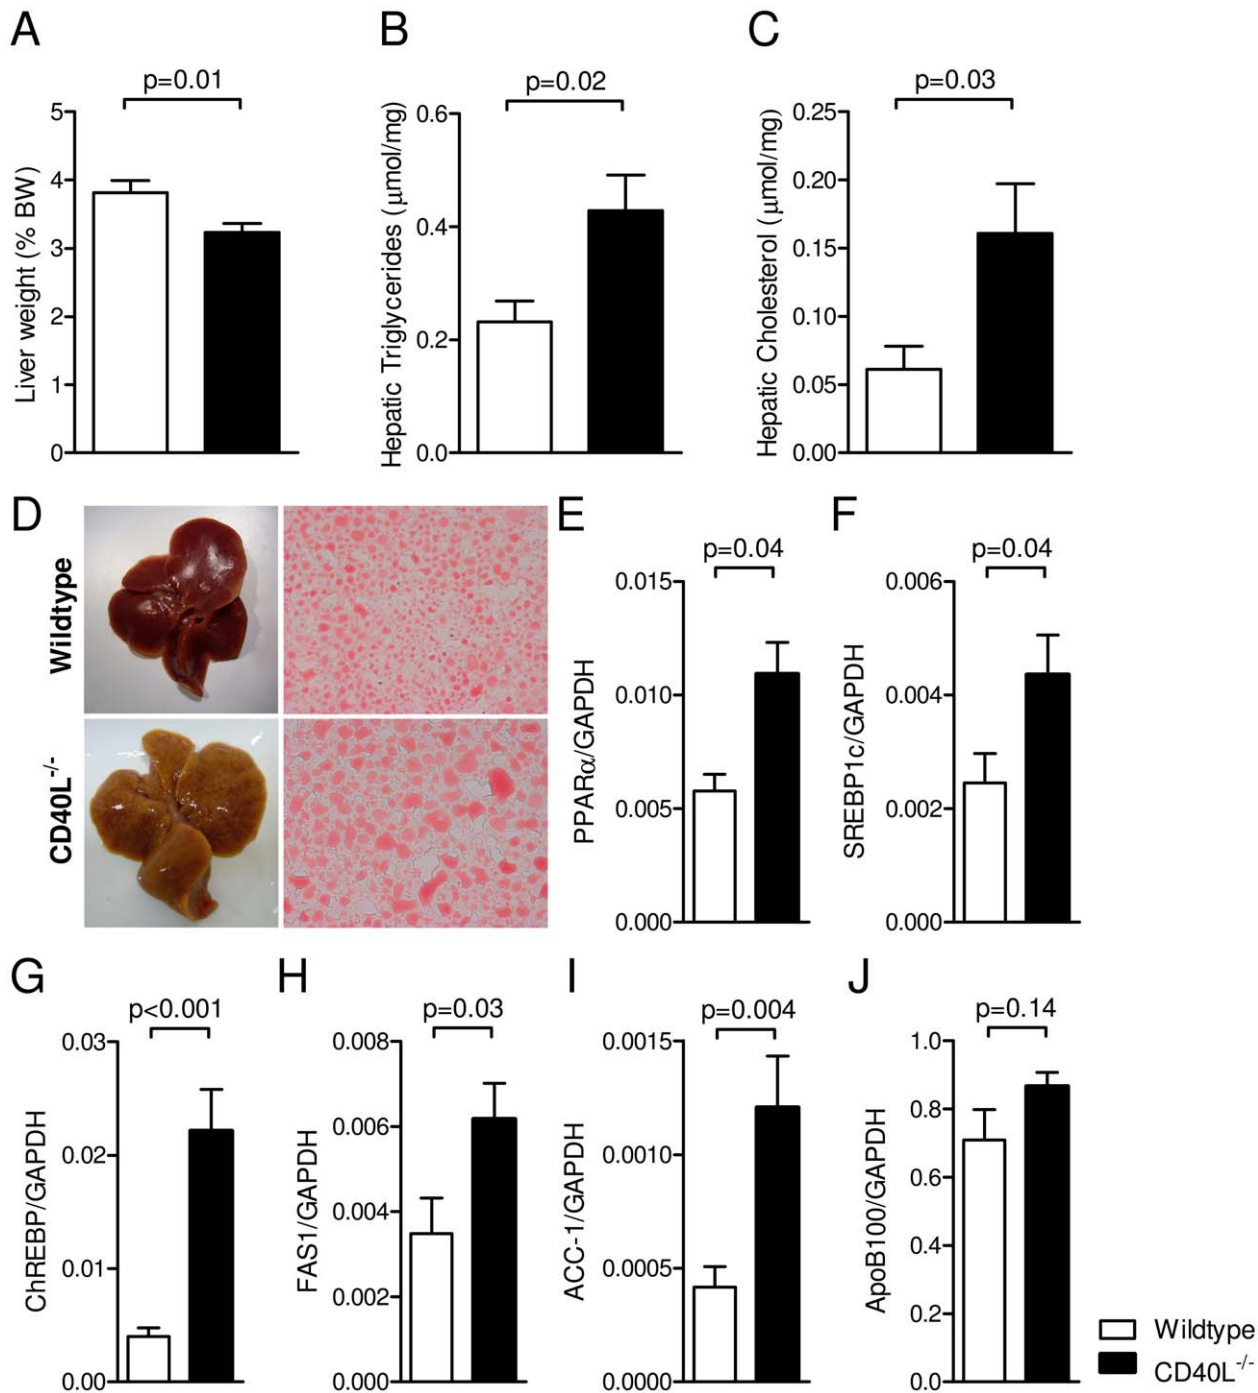 A
p=0.01
Liver weight (% BW)
5
4
3
2
1
0
B
p=0.02
Hepatic Triglycerides (μmol/mg)
0.6
0.4
0.2
0.0
C
p=0.03
Hepatic Cholesterol (μmol/mg)
0.25
0.20
0.15
0.10
0.05
0.00
D
Wildtype
CD40L⁻/⁻
E
p=0.04
PPARα/GAPDH
0.015
0.010
0.005
0.000
F
p=0.04
SREBP1c/GAPDH
0.006
0.004
0.002
0.000
G
p<0.001
ChREBP/GAPDH
0.03
0.02
0.01
0.00
H
p=0.03
FAS1/GAPDH
0.008
0.006
0.004
0.002
0.000
I
p=0.004
ACC-1/GAPDH
0.0015
0.0010
0.0005
0.0000
J
p=0.14
ApoB100/GAPDH
1.0
0.8
0.6
0.4
0.2
0.0
Wildtype
CD40L⁻/⁻